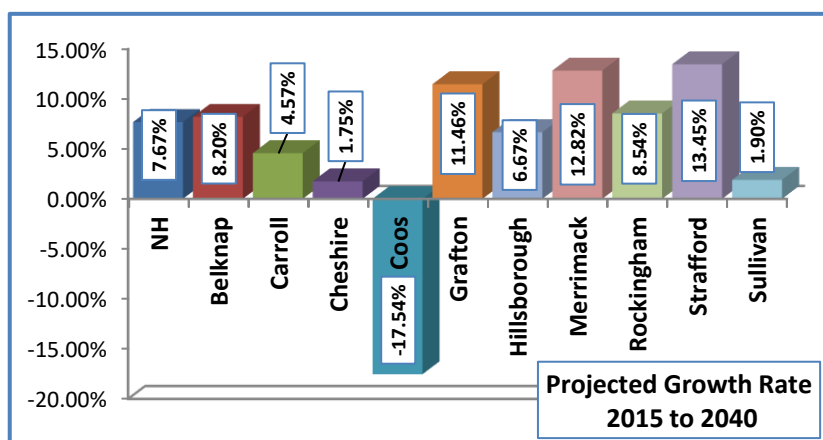 15.00%
10.00%
5.00%
0.00%
-5.00%
-10.00%
-15.00%
-20.00%
7.67%
8.20%
4.57%
1.75%
-17.54%
11.46%
6.67%
12.82%
8.54%
13.45%
1.90%
NH
Belknap
Carroll
Cheshire
Coos
Grafton
Hillsborough
Merrimack
Rockingham
Strafford
Sullivan
Projected Growth Rate
2015 to 2040